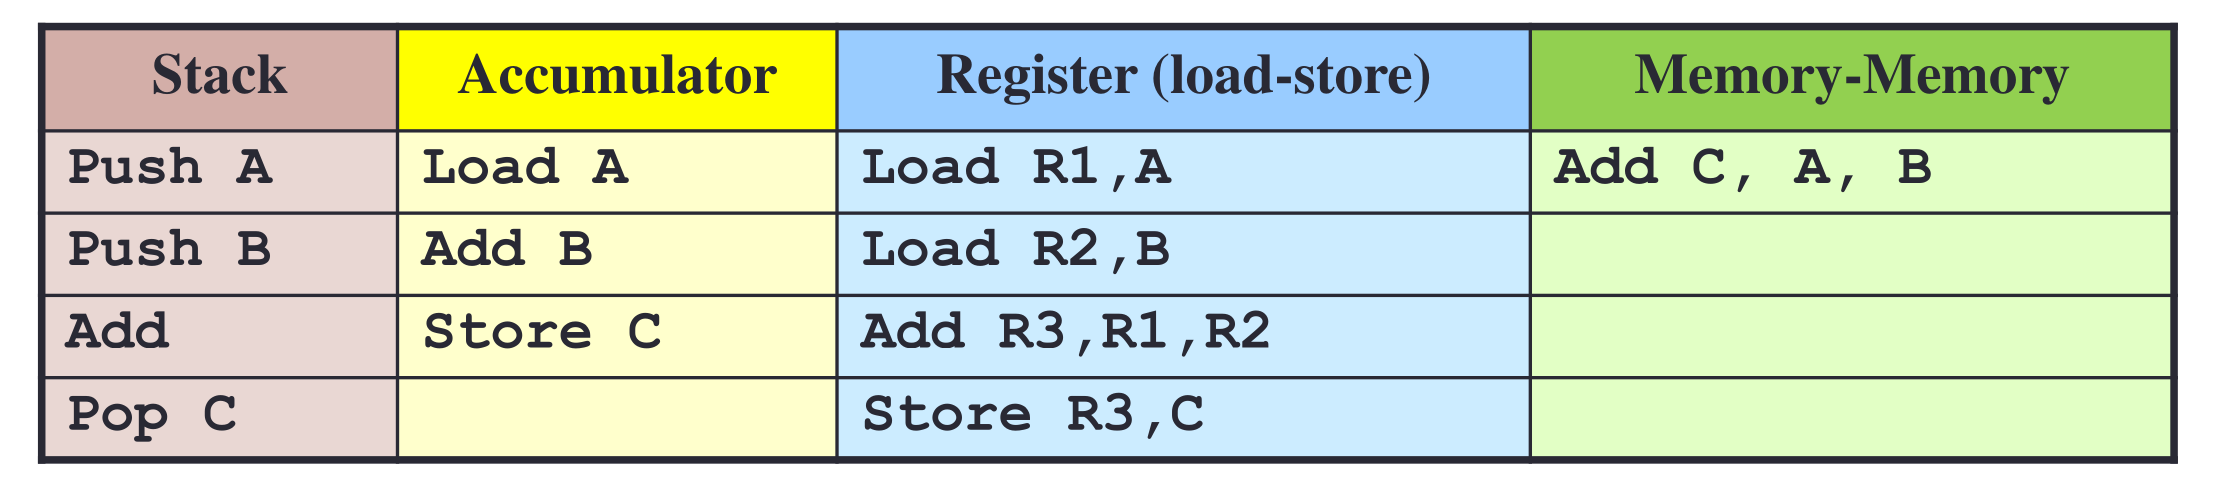 Stack Accumulator Register (load-store) Memory-Memory
Push A Load A Load R1,A Add C, A, B
Push B Add B Load R2,B
Add Store C Add R3,R1,R2
Pop C Store R3,C